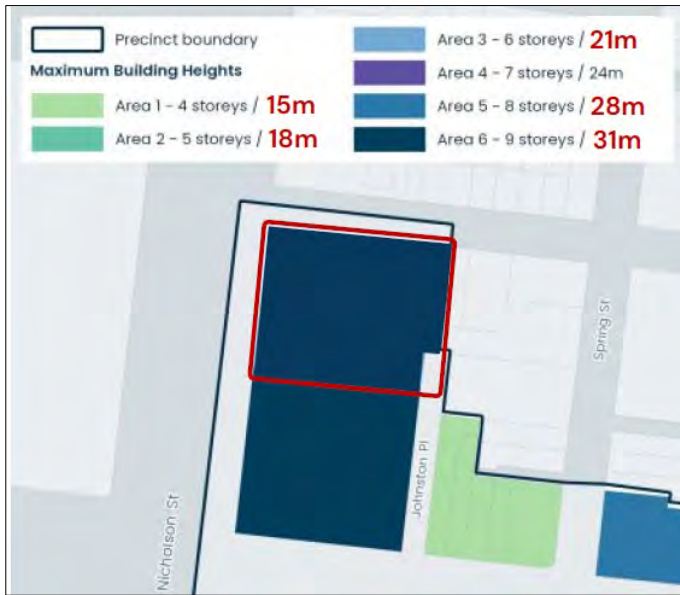 Precinct boundary
Maximum Building Heights
Area 1 - 4 storeys / 15m
Area 2 - 5 storeys / 18m
Area 3 - 6 storeys / 21m
Area 4 - 7 storeys / 24m
Area 5 - 8 storeys / 28m
Area 6 - 9 storeys / 31m
Spring St
Johnston Pl
Nicholson St